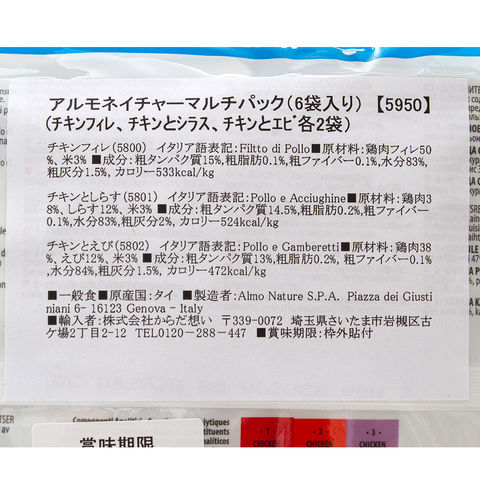 アルモネイチャーマルチパック（6袋入り）【5950】
（チキンフィレ、チキンとシラス、チキンとエビ各2袋）
チキンフィレ(5800)　イタリア語表記:Filtto di Pollo■原材料:鶏肉フィレ50
%、米3% ■成分:粗タンパク質15%,粗脂肪0.1%、粗ファイバー0.1%,水分83%,
粗灰分1.5%、カロリー533kcal/kg
チキンとしらす(5801)　イタリア語表記:Pollo e Acciughine■原材料:鶏肉3
8%、しらす12%、米3% ■成分:粗タンパク質14.5%,粗脂肪0.2%,粗ファイバー
0.1%,水分83%,粗灰分2%、カロリー524kcal/kg
チキンとえび(5802)　イタリア語表記:Pollo e Gamberetti■原材料:鶏肉38
%、えび12%、米3% ■成分:粗タンパク質13%,粗脂肪0.2%、粗ファイバー0.1%
,水分84%,粗灰分1.5%、カロリー472kcal/kg
■一般食■原産国:タイ　■製造者:Almo Nature S.P.A. Piazza dei Giusti
niani 6- 16123 Genova - Italy
■輸入者:株式会社からだ想い　〒339-0072　埼玉県さいたま市岩槻区古
ケ場2丁目2-12　TEL0120-288-447　■賞味期限:枠外貼付
賞味期限
Componenti Analitici
•1•
•2•
•3•
CHICKEN
CHICKEN
CHICKEN